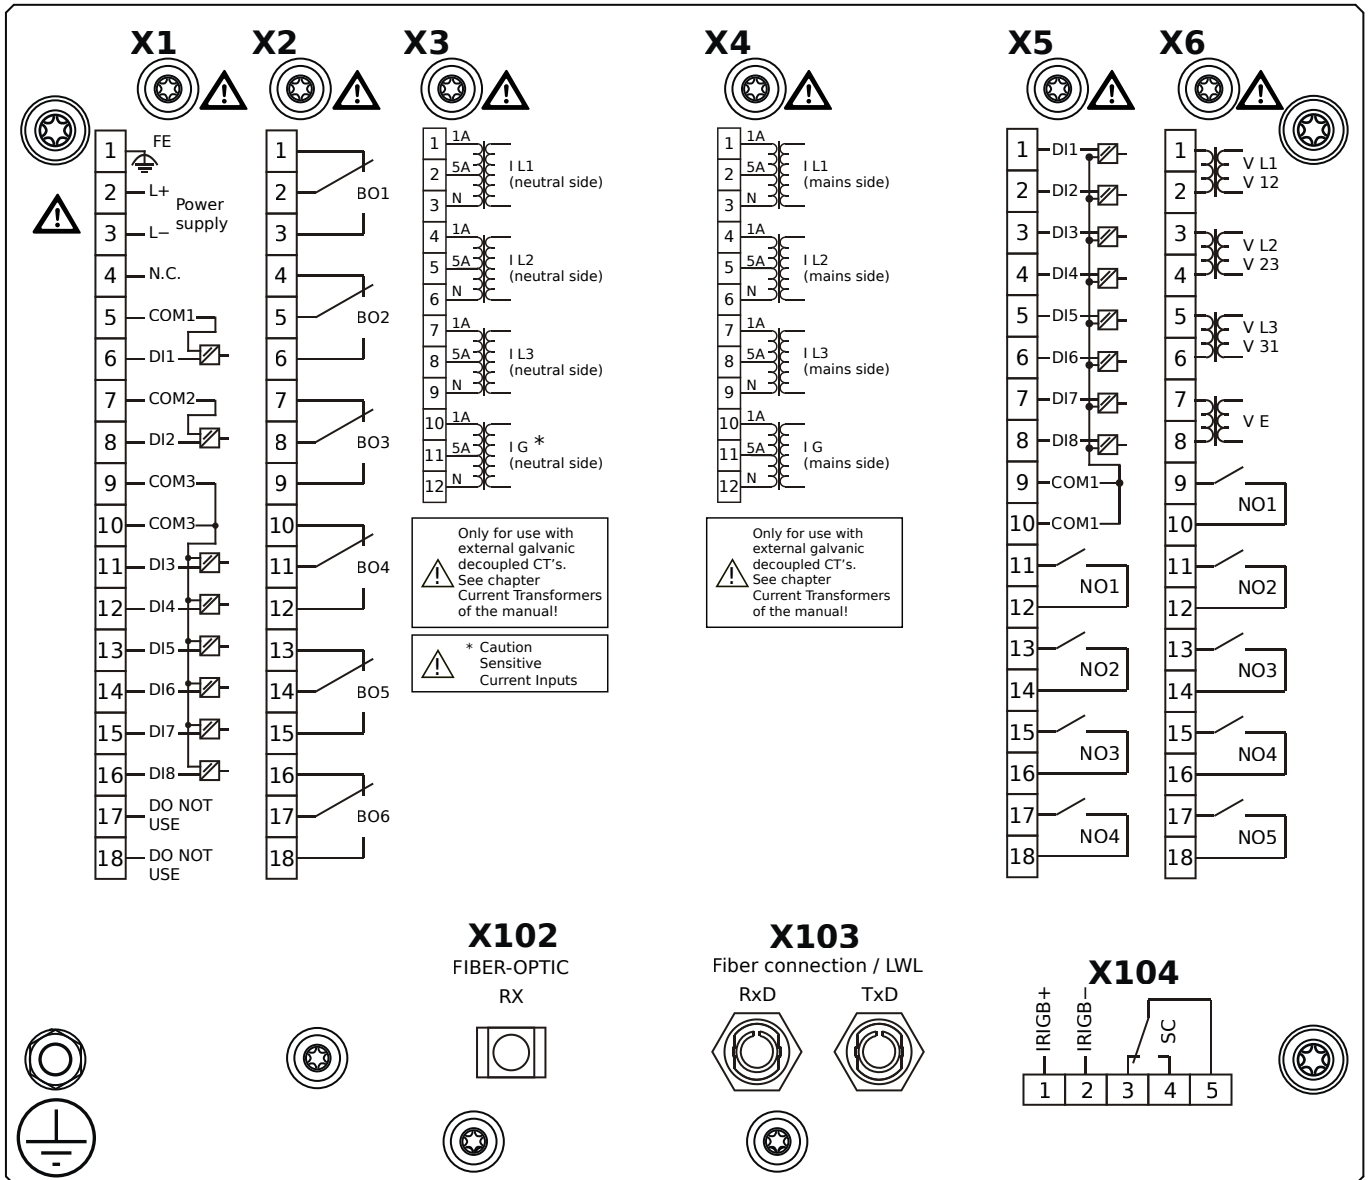 X1
X2
X3
X4
X5
X6
1
FE
2
L+
Power
supply
3
L−
4
N.C.
5
COM1
6
DI1
7
COM2
8
DI2
9
COM3
10
COM3
11
DI3
12
DI4
13
DI5
14
DI6
15
DI7
16
DI8
17
DO NOT
USE
18
DO NOT
USE
1
2
BO1
3
4
5
BO2
6
7
8
BO3
9
10
11
BO4
12
13
14
BO5
15
16
17
BO6
18
1
1A
2
5A
I L1
(neutral side)
3
N
4
1A
5
5A
I L2
(neutral side)
6
N
7
1A
8
5A
I L3
(neutral side)
9
N
10
1A
11
5A
I G *
(neutral side)
12
N
Only for use with
external galvanic
decoupled CT's.
See chapter
Current Transformers
of the manual!
* Caution
Sensitive
Current Inputs
1
1A
2
5A
I L1
(mains side)
3
N
4
1A
5
5A
I L2
(mains side)
6
N
7
1A
8
5A
I L3
(mains side)
9
N
10
1A
11
5A
I G
(mains side)
12
N
Only for use with
external galvanic
decoupled CT's.
See chapter
Current Transformers
of the manual!
1
DI1
2
DI2
3
DI3
4
DI4
5
DI5
6
DI6
7
DI7
8
DI8
9
COM1
10
COM1
11
NO1
12
13
NO2
14
15
NO3
16
17
NO4
18
1
V L1
V 12
2
3
V L2
V 23
4
5
V L3
V 31
6
7
V E
8
9
NO1
10
11
NO2
12
13
NO3
14
15
NO4
16
17
NO5
18
X102
FIBER-OPTIC
RX
X103
Fiber connection / LWL
RxD TxD
X104
IRIGB+
IRIGB−
SC
1 2 3 4 5